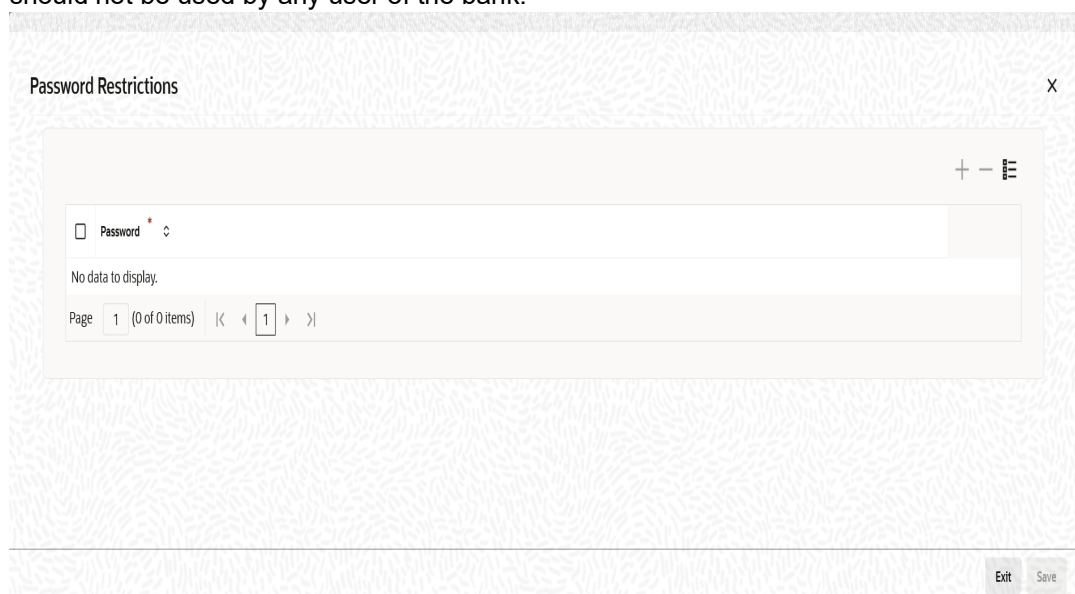 should not be used by any user of the bank.
Password Restrictions X
Password *
No data to display.
Page 1 (0 of 0 items) 1
Exit Save